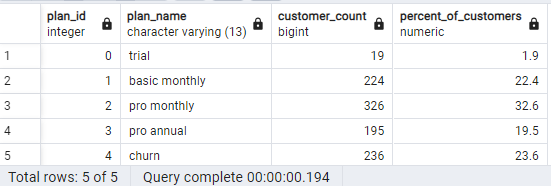 plan_id plan_name customer_count percent_of_customers
integer character varying (13) bigint numeric
1 0 trial 19 1.9
2 1 basic monthly 224 22.4
3 2 pro monthly 326 32.6
4 3 pro annual 195 19.5
5 4 churn 236 23.6
Total rows: 5 of 5 Query complete 00:00:00.194